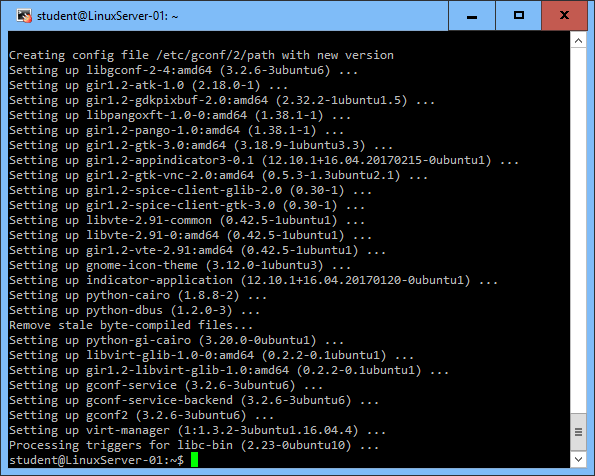 student@LinuxServer-01: ~
Creating config file /etc/gconf/2/path with new version
Setting up libgconf-2-4:amd64 (3.2.6-3ubuntu6) ...
Setting up gir1.2-atk-1.0 (2.18.0-1) ...
Setting up gir1.2-gdkpixbuf-2.0:amd64 (2.32.2-1ubuntu1.5) ...
Setting up libpangoxft-1.0-0:amd64 (1.38.1-1) ...
Setting up gir1.2-pango-1.0:amd64 (1.38.1-1) ...
Setting up gir1.2-gtk-3.0:amd64 (3.18.9-1ubuntu3.3) ...
Setting up gir1.2-appindicator3-0.1 (12.10.1+16.04.20170215-0ubuntu1) ...
Setting up gir1.2-gtk-vnc-2.0:amd64 (0.5.3-1.3ubuntu2.1) ...
Setting up gir1.2-spice-client-glib-2.0 (0.30-1) ...
Setting up gir1.2-spice-client-gtk-3.0 (0.30-1) ...
Setting up libvte-2.91-common (0.42.5-1ubuntu1) ...
Setting up libvte-2.91-0:amd64 (0.42.5-1ubuntu1) ...
Setting up gir1.2-vte-2.91:amd64 (0.42.5-1ubuntu1) ...
Setting up gnome-icon-theme (3.12.0-1ubuntu3) ...
Setting up indicator-application (12.10.1+16.04.20170120-0ubuntu1) ...
Setting up python-cairo (1.8.8-2) ...
Setting up python-dbus (1.2.0-3) ...
Remove stale byte-compiled files...
Setting up python-gi-cairo (3.20.0-0ubuntu1) ...
Setting up libvirt-glib-1.0-0:amd64 (0.2.2-0.1ubuntu1) ...
Setting up gir1.2-libvirt-glib-1.0:amd64 (0.2.2-0.1ubuntu1) ...
Setting up gconf-service (3.2.6-3ubuntu6) ...
Setting up gconf-service-backend (3.2.6-3ubuntu6) ...
Setting up gconf2 (3.2.6-3ubuntu6) ...
Setting up virt-manager (1:1.3.2-3ubuntu1.16.04.4) ...
Processing triggers for libc-bin (2.23-0ubuntu10) ...
student@LinuxServer-01:~$